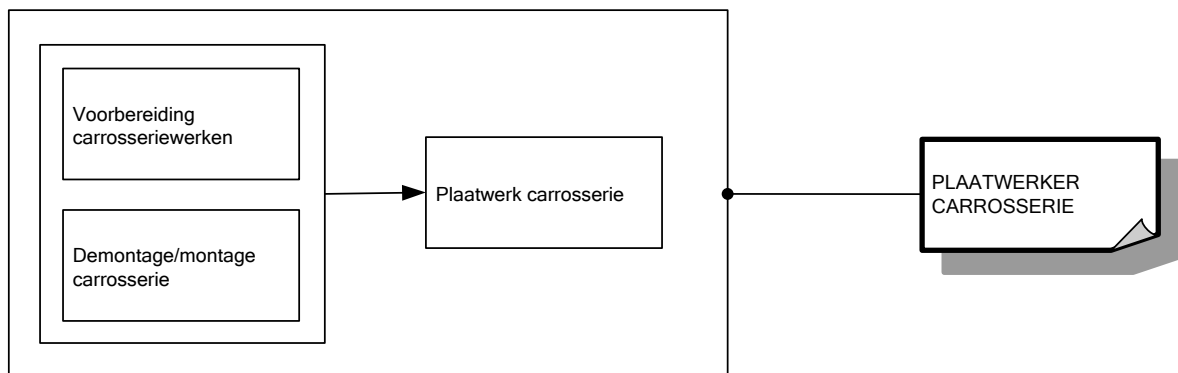 Voorbereiding
carrosseriewerken
Demontage/montage
carrosserie
Plaatwerk carrosserie
PLAATWERKER
CARROSSERIE